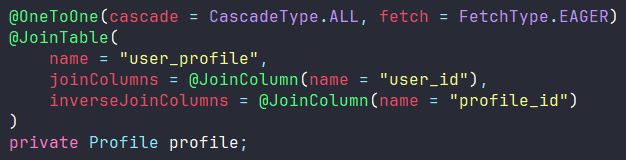 @OneToOne(cascade = CascadeType.ALL, fetch = FetchType.EAGER)
@JoinTable(
    name = "user_profile",
    joinColumns = @JoinColumn(name = "user_id"),
    inverseJoinColumns = @JoinColumn(name = "profile_id")
)
private Profile profile;